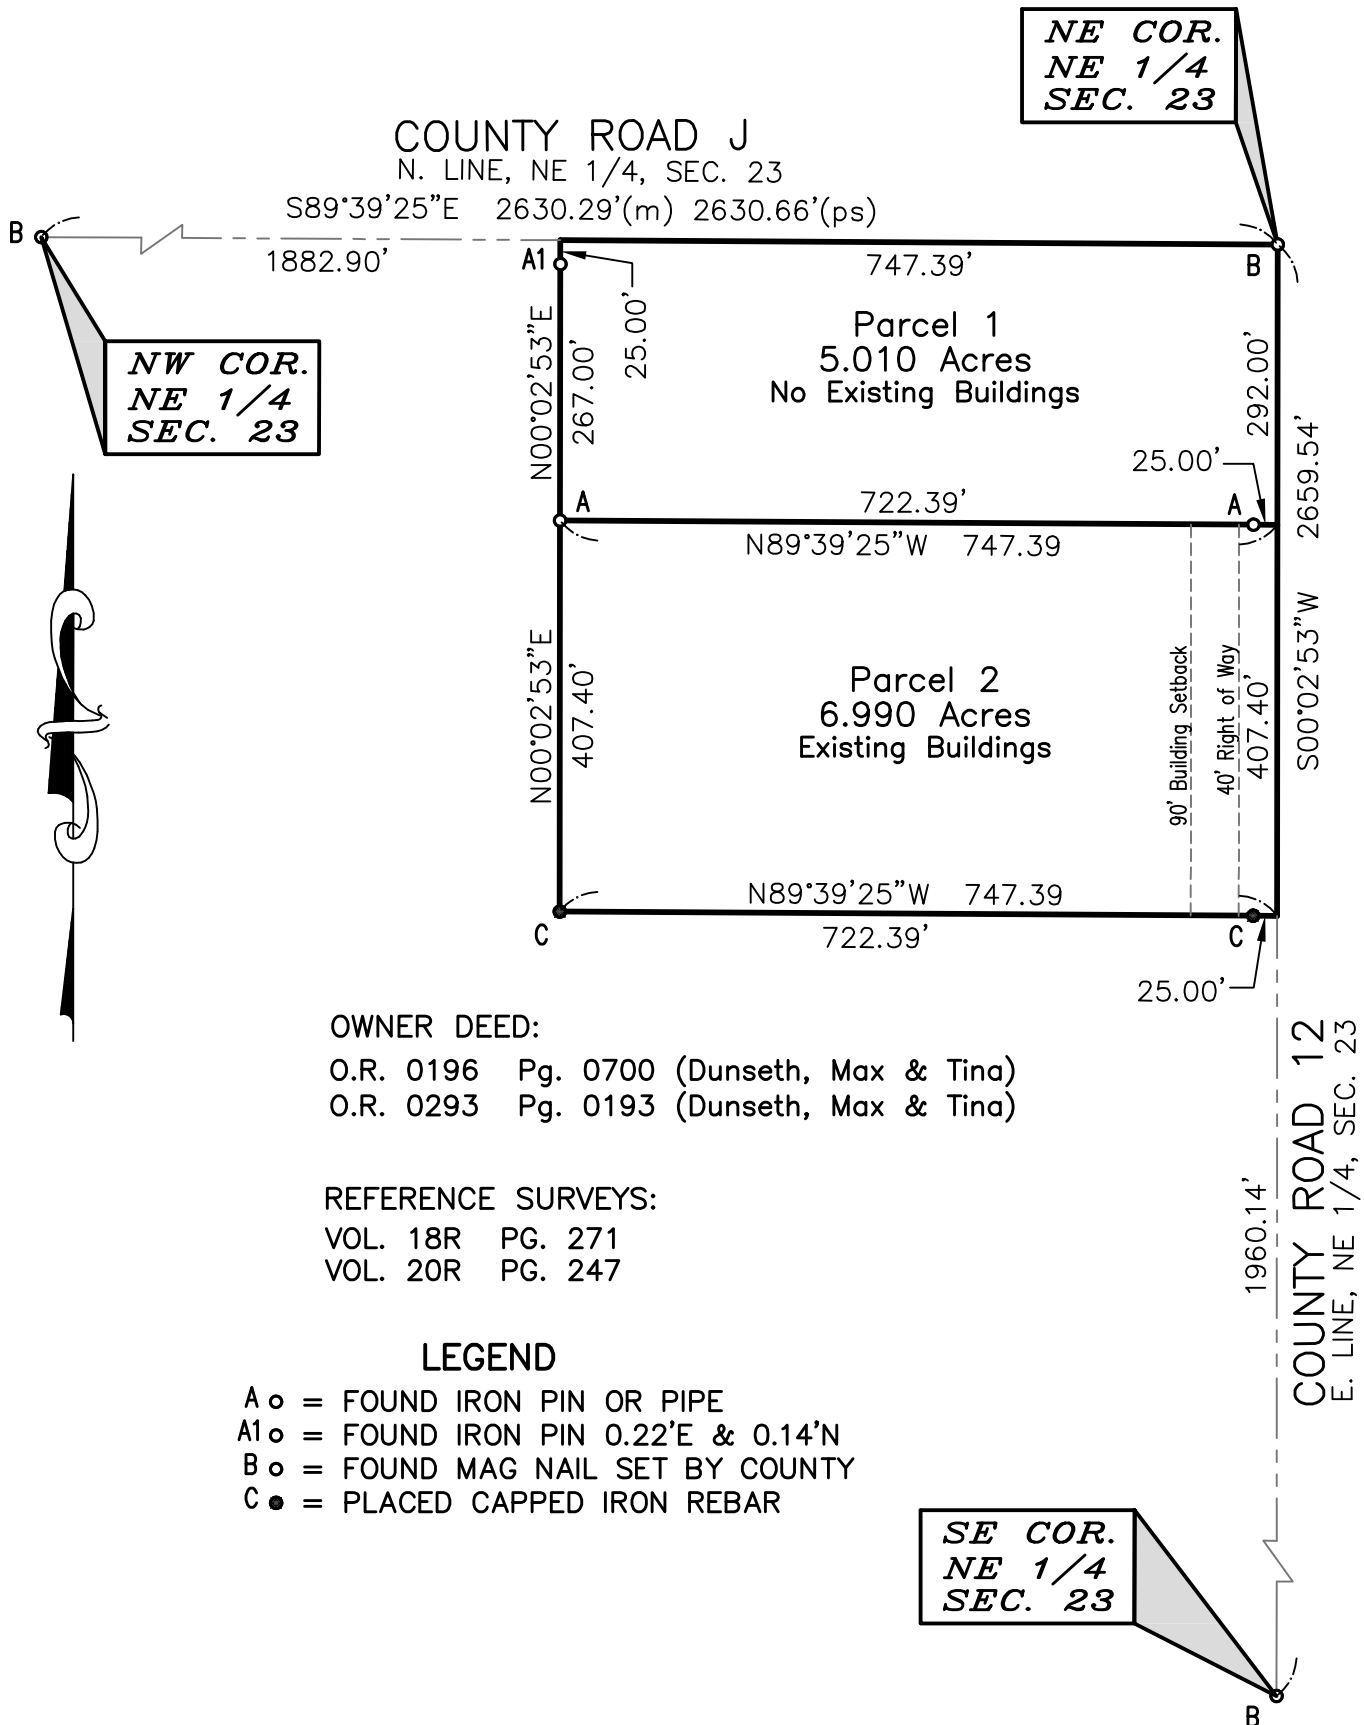 NE COR.
NE 1/4
SEC. 23
COUNTY ROAD J
N. LINE, NE 1/4, SEC. 23
S89°39'25"E 2630.29'(m) 2630.66'(ps)
B
1882.90'
A1
747.39'
B
NW COR.
NE 1/4
SEC. 23
N00°02'53"E
267.00'
25.00'
Parcel 1
5.010 Acres
No Existing Buildings
292.00'
2659.54'
25.00'
A
722.39'
A
N89°39'25"W 747.39
N00°02'53"E
407.40'
Parcel 2
6.990 Acres
Existing Buildings
90' Building Setback
40' Right of Way
407.40'
S00°02'53"W
N89°39'25"W 747.39
C
722.39'
C
25.00'
OWNER DEED:
O.R. 0196 Pg. 0700 (Dunseth, Max & Tina)
O.R. 0293 Pg. 0193 (Dunseth, Max & Tina)
REFERENCE SURVEYS:
VOL. 18R PG. 271
VOL. 20R PG. 247
1960.14'
COUNTY ROAD 12
E. LINE, NE 1/4, SEC. 23
LEGEND
A = FOUND IRON PIN OR PIPE
A1 = FOUND IRON PIN 0.22'E & 0.14'N
B = FOUND MAG NAIL SET BY COUNTY
C = PLACED CAPPED IRON REBAR
SE COR.
NE 1/4
SEC. 23
B